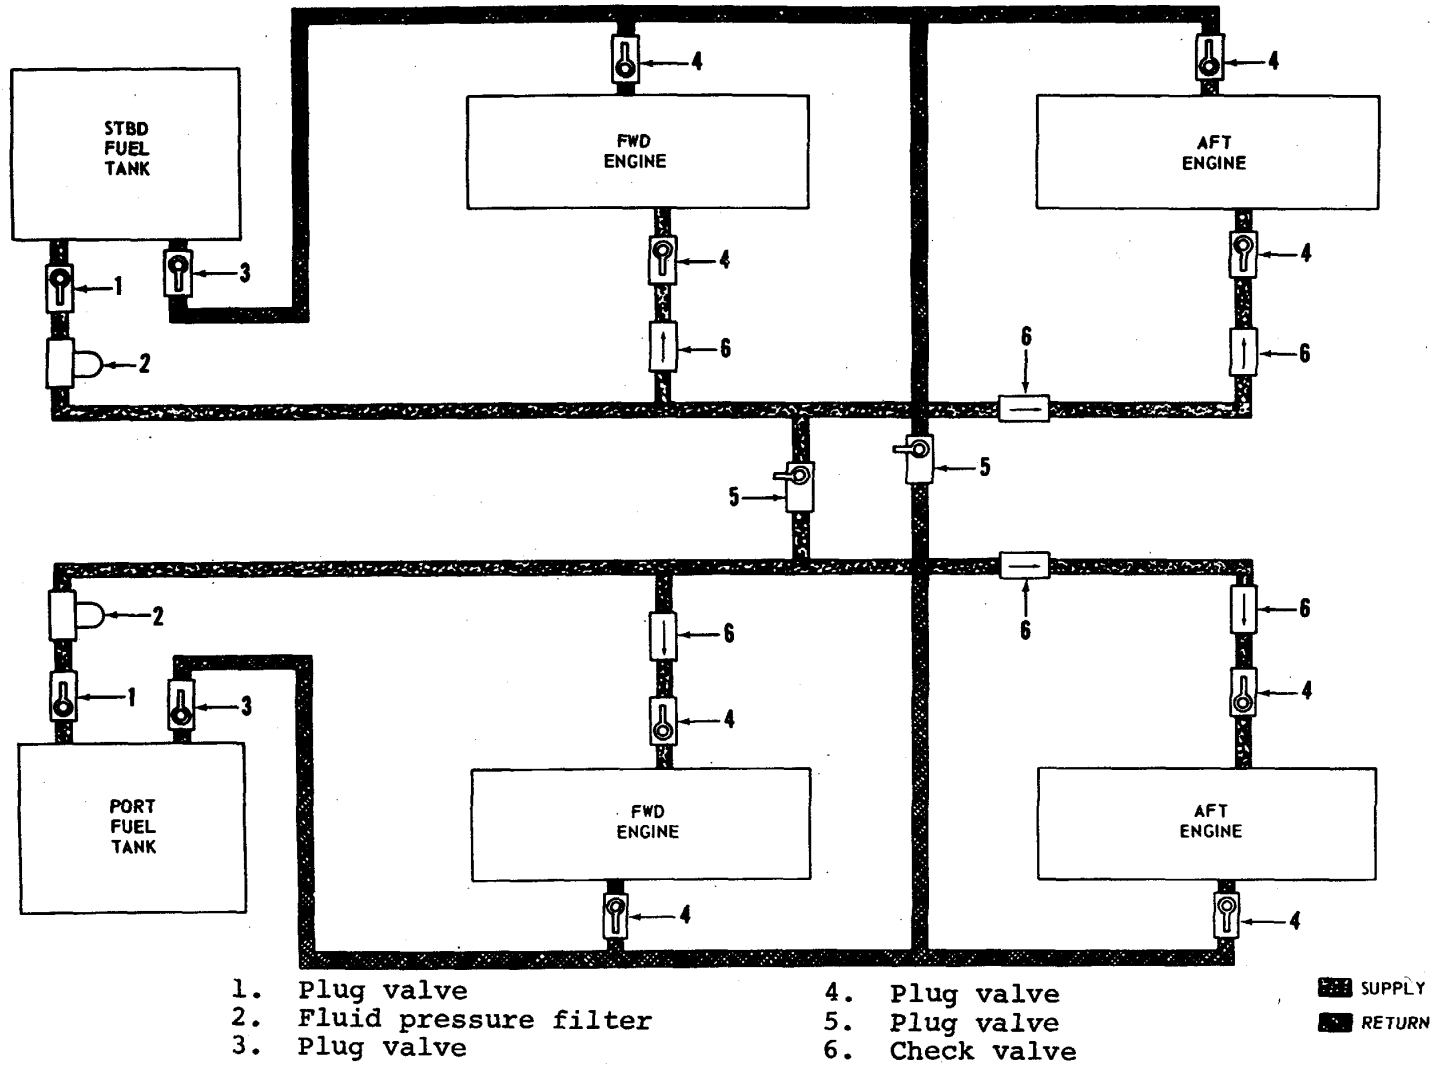 4
4
STBD
FUEL
TANK
FWD
ENGINE
AFT
ENGINE
1
3
4
4
2
6
6
6
5
5
2
6
6
6
1
3
4
4
PORT
FUEL
TANK
FWD
ENGINE
AFT
ENGINE
4
4
1. Plug valve
2. Fluid pressure filter
3. Plug valve
4. Plug valve
5. Plug valve
6. Check valve
SUPPLY
RETURN